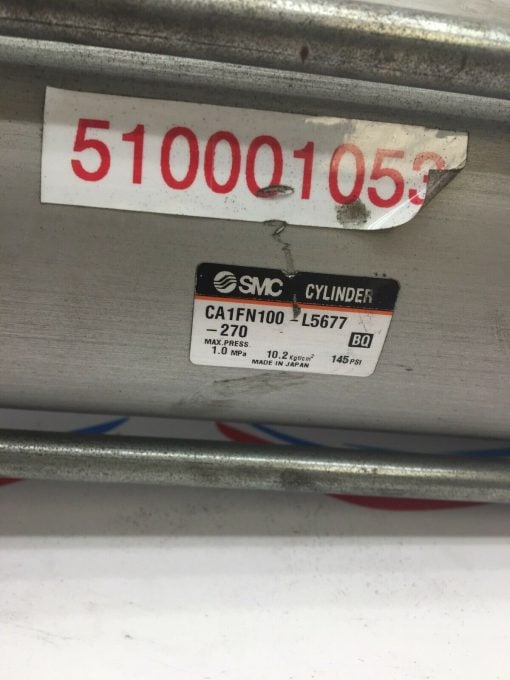 510001053
SMC CYLINDER
CA1FN100-L5677
-270
BQ
MAX.PRESS.
1.0 MPa 10.2 Kgf/cm² 145 PSI
MADE IN JAPAN